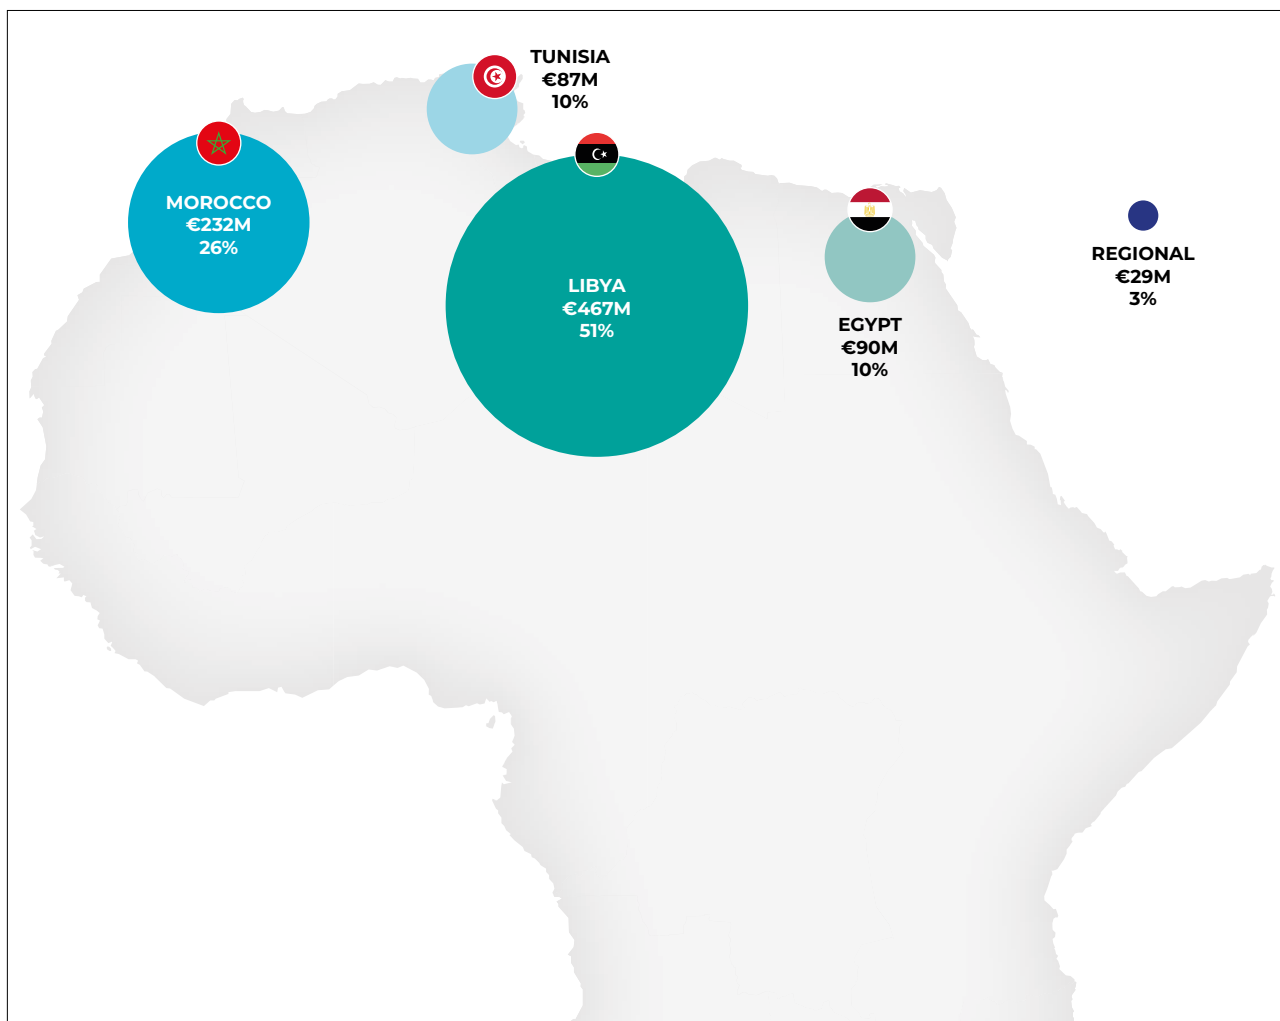 TUNISIA
€87M
10%
MOROCCO
€232M
26%
LIBYA
€467M
51%
EGYPT
€90M
10%
REGIONAL
€29M
3%